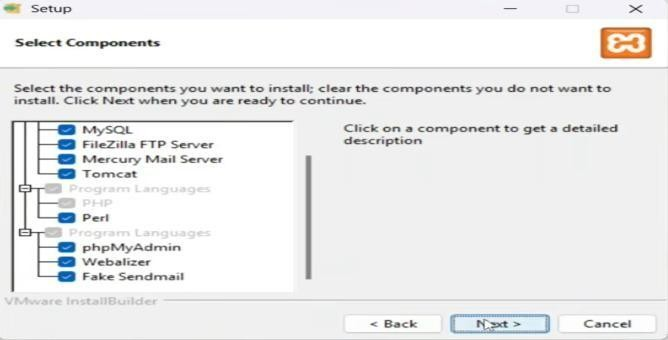 Setup
Select Components
Select the components you want to install; clear the components you do not want to
install. Click Next when you are ready to continue.
MySQL
FileZilla FTP Server
Mercury Mail Server
Tomcat
Program Languages
PHP
Perl
Program Languages
phpMyAdmin
Webalizer
Fake Sendmail
Click on a component to get a detailed
description
VMware InstallBuilder
< Back
Next >
Cancel